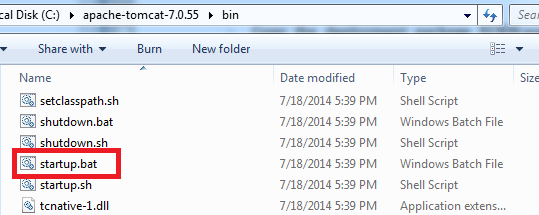 cal Disk (C:) ▸ apache-tomcat-7.0.55 ▸ bin
Sear
Share with Burn New folder
Name Date modified Type Size
setclasspath.sh 7/18/2014 5:39 PM Shell Script
shutdown.bat 7/18/2014 5:39 PM Windows Batch File
shutdown.sh 7/18/2014 5:39 PM Shell Script
startup.bat 7/18/2014 5:39 PM Windows Batch File
startup.sh 7/18/2014 5:39 PM Shell Script
tcnative-1.dll 7/18/2014 5:39 PM Application extens...